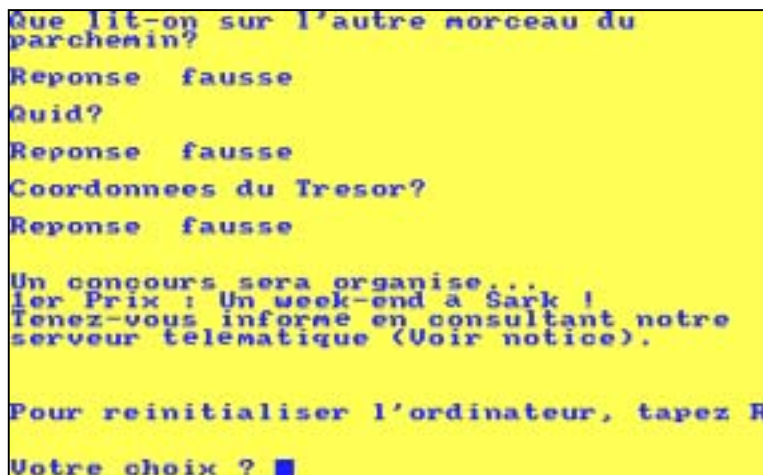 Que lit-on sur l'autre morceau du
parchemin?
Reponse fausse
Quid?
Reponse fausse
Coordonnees du Tresor?
Reponse fausse
Un concours sera organise...
1er Prix : Un week-end a Sark !
Tenez-vous informe en consultant notre
serveur telematique (Voir notice).
Pour reinitialiser l'ordinateur, tapez R
Votre choix ?